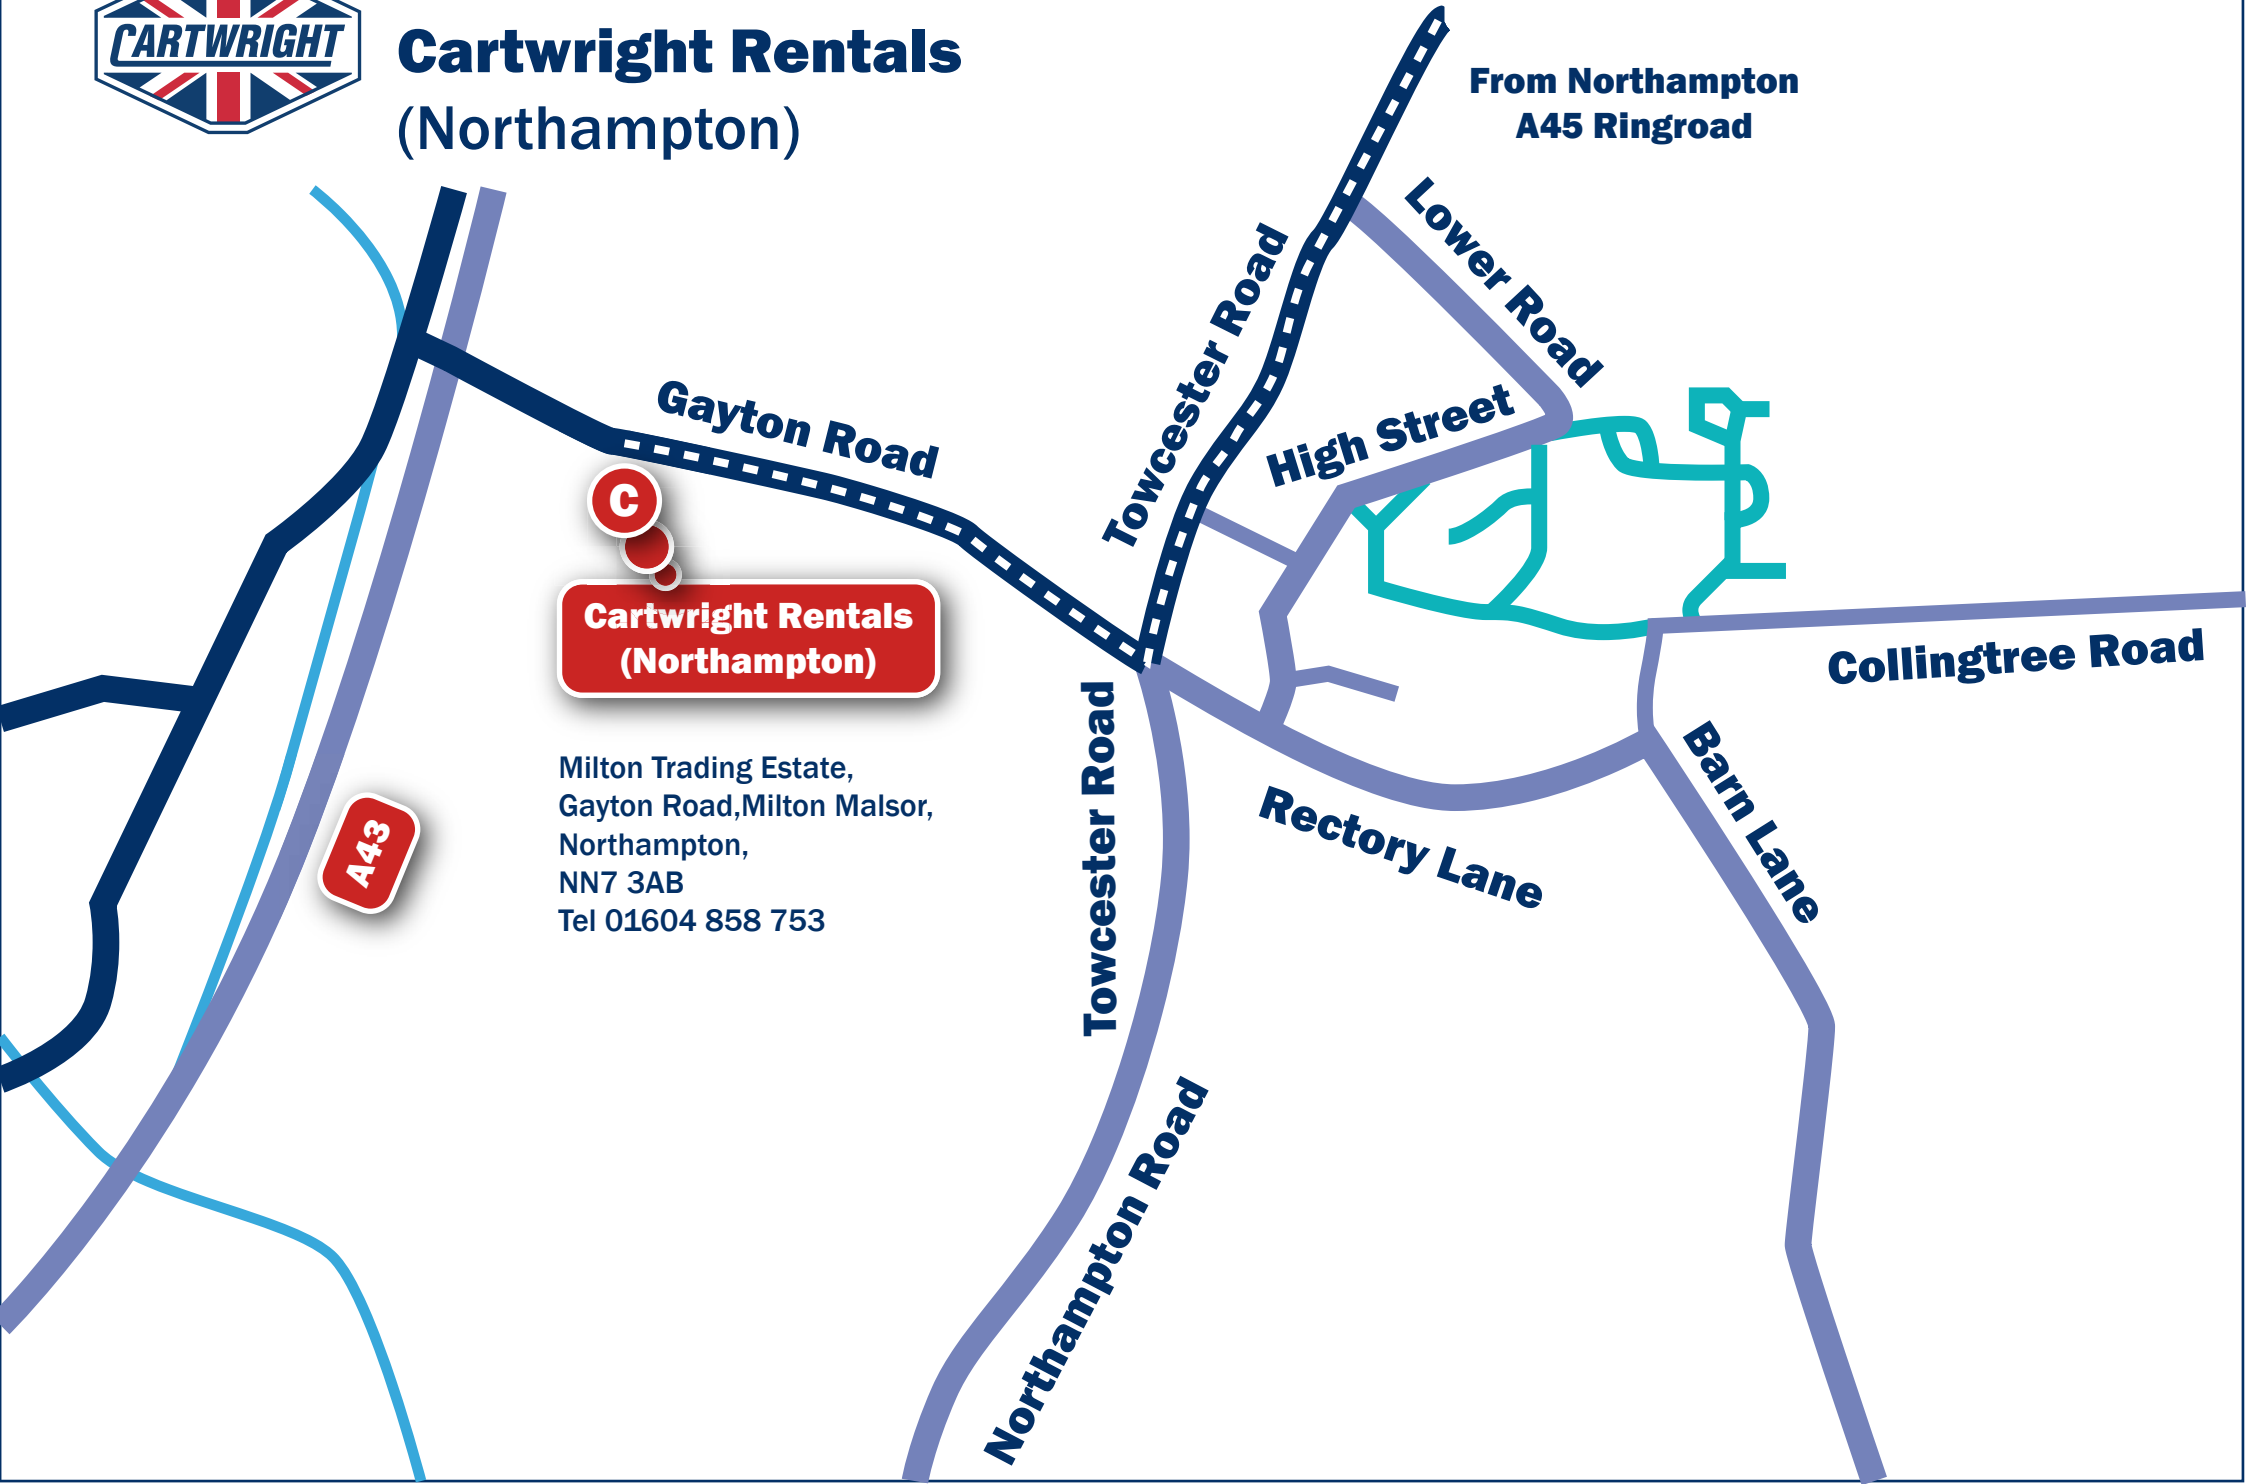 CARTWRIGHT
Cartwright Rentals
(Northampton)
From Northampton
A45 Ringroad
Lower Road
Towcester Road
High Street
Gayton Road
C
Cartwright Rentals
(Northampton)
Collingtree Road
Towcester Road
Barn Lane
Rectory Lane
A43
Milton Trading Estate,
Gayton Road,Milton Malsor,
Northampton,
NN7 3AB
Tel 01604 858 753
Northampton Road